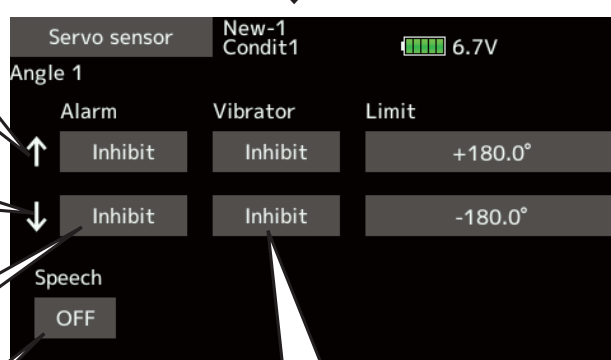 Servo sensor New-1 6.7V
Condit1
Angle 1
Alarm Vibrator Limit
↑ Inhibit Inhibit +180.0°
↓ Inhibit Inhibit -180.0°
Speech
OFF